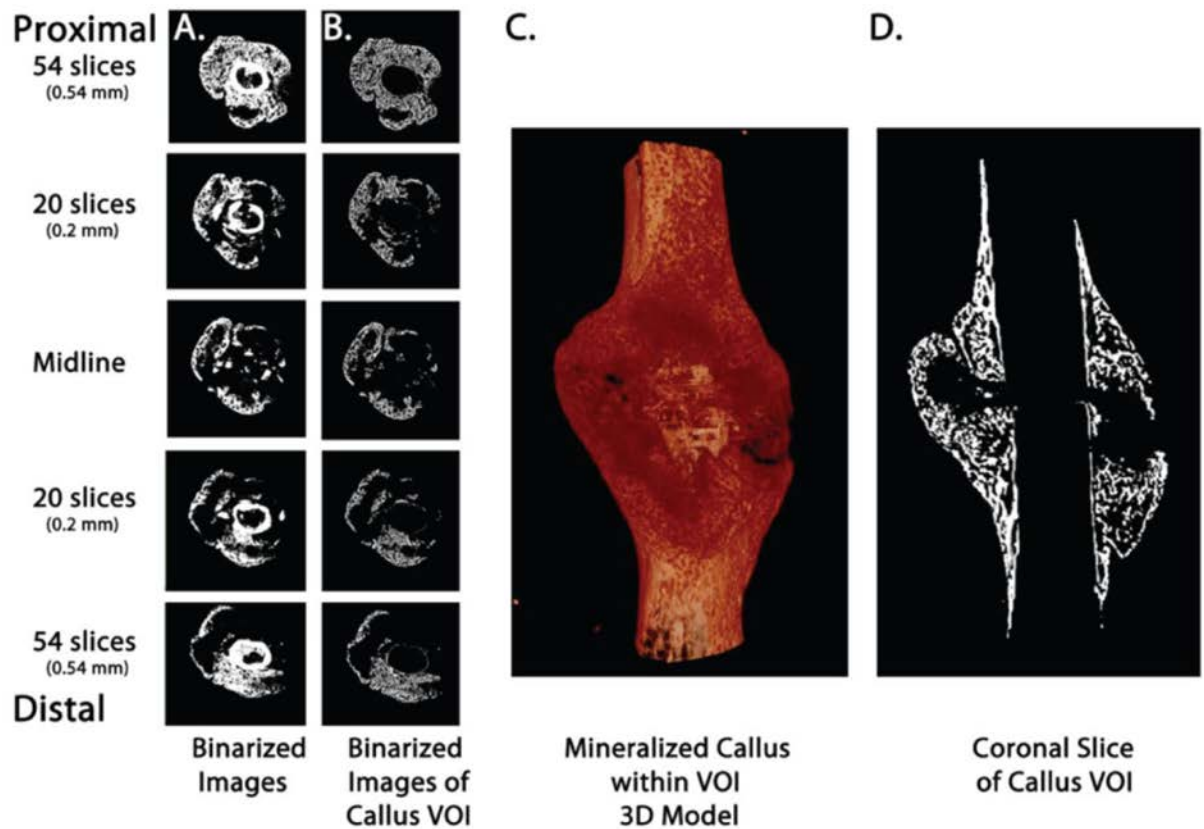 Proximal
54 slices
(0.54 mm)
20 slices
(0.2 mm)
Midline
20 slices
(0.2 mm)
54 slices
(0.54 mm)
Distal
A.
Binarized
Images
B.
Binarized
Images of
Callus VOI
C.
Mineralized Callus
within VOI
3D Model
D.
Coronal Slice
of Callus VOI